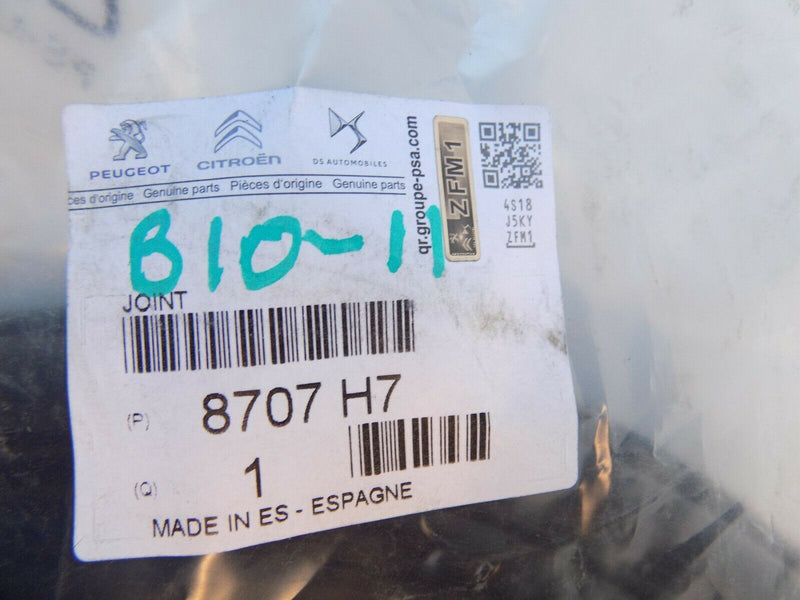 PEUGEOT CITROËN DS AUTOMOBILES
ces d'origine Genuine parts Pièces d'origine Genuine parts
qr.groupe-psa.com
ZFM1
4S18
J5KY
ZFM1
B10-11
JOINT
(P) 8707 H7
(Q) 1
MADE IN ES - ESPAGNE